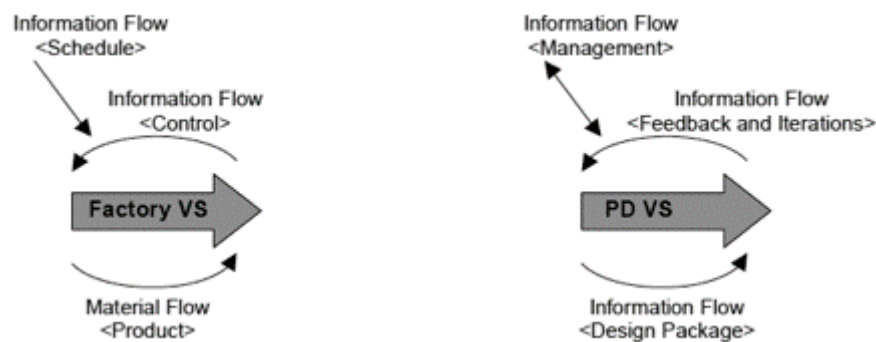 Information Flow
<Schedule>
Information Flow
<Control>
Factory VS
Material Flow
<Product>
Information Flow
<Management>
Information Flow
<Feedback and Iterations>
PD VS
Information Flow
<Design Package>